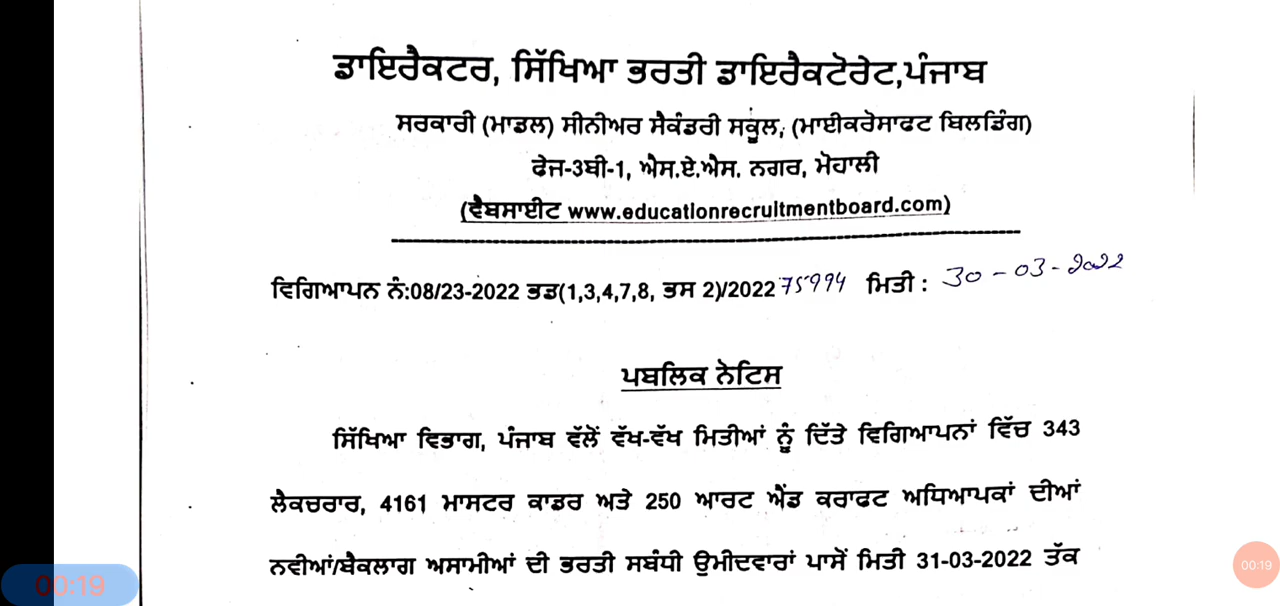 ਡਾਇਰੈਕਟਰ, ਸਿੱਖਿਆ ਭਰਤੀ ਡਾਇਰੈਕਟੋਰੇਟ,ਪੰਜਾਬ
ਸਰਕਾਰੀ (ਮਾਡਲ) ਸੀਨੀਅਰ ਸੈਕੰਡਰੀ ਸਕੂਲ, (ਮਾਈਕਰੋਸਾਫਟ ਬਿਲਡਿੰਗ)
ਫੇਜ-3ਬੀ-1, ਐਸ.ਏ.ਐਸ. ਨਗਰ, ਮੋਹਾਲੀ
(ਵੈਬਸਾਈਟ www.educationrecruitmentboard.com)
ਵਿਗਿਆਪਨ ਨੰ:08/23-2022 ਭਡ(1,3,4,7,8, ਭਸ 2)/2022 75994 ਮਿਤੀ : 30-03-2022
ਪਬਲਿਕ ਨੋਟਿਸ
ਸਿੱਖਿਆ ਵਿਭਾਗ, ਪੰਜਾਬ ਵੱਲੋਂ ਵੱਖ-ਵੱਖ ਮਿਤੀਆਂ ਨੂੰ ਦਿੱਤੇ ਵਿਗਿਆਪਨਾਂ ਵਿੱਚ 343
ਲੈਕਚਰਾਰ, 4161 ਮਾਸਟਰ ਕਾਡਰ ਅਤੇ 250 ਆਰਟ ਐਂਡ ਕਰਾਫਟ ਅਧਿਆਪਕਾਂ ਦੀਆਂ
ਨਵੀਆਂ/ਬੈਕਲਾਗ ਅਸਾਮੀਆਂ ਦੀ ਭਰਤੀ ਸਬੰਧੀ ਉਮੀਦਵਾਰਾਂ ਪਾਸੋਂ ਮਿਤੀ 31-03-2022 ਤੱਕ
00:19
00:19